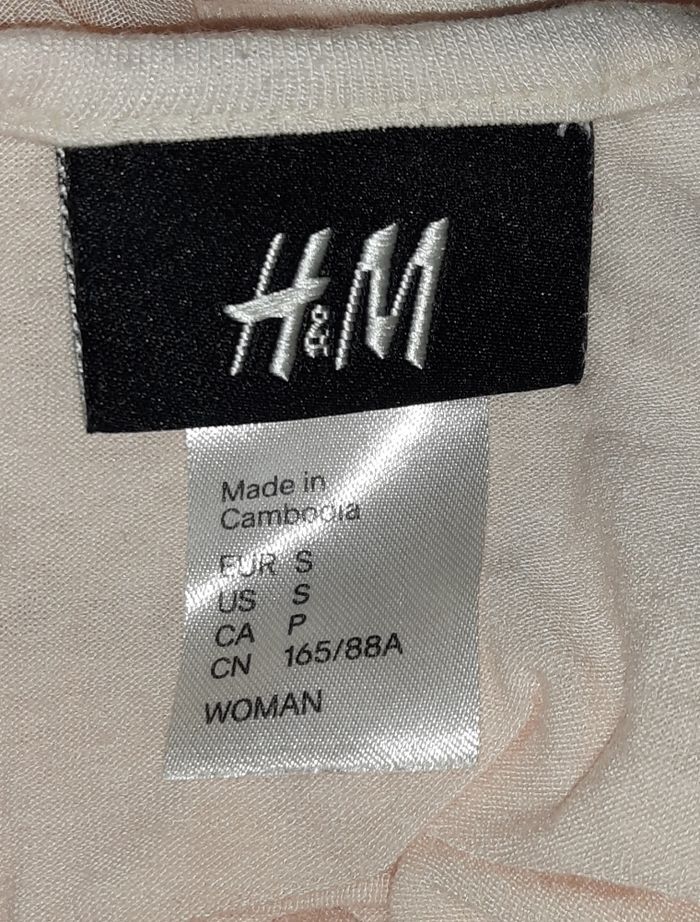 H&M
Made in
Cambodia
EUR S
US S
CA P
CN 165/88A
WOMAN